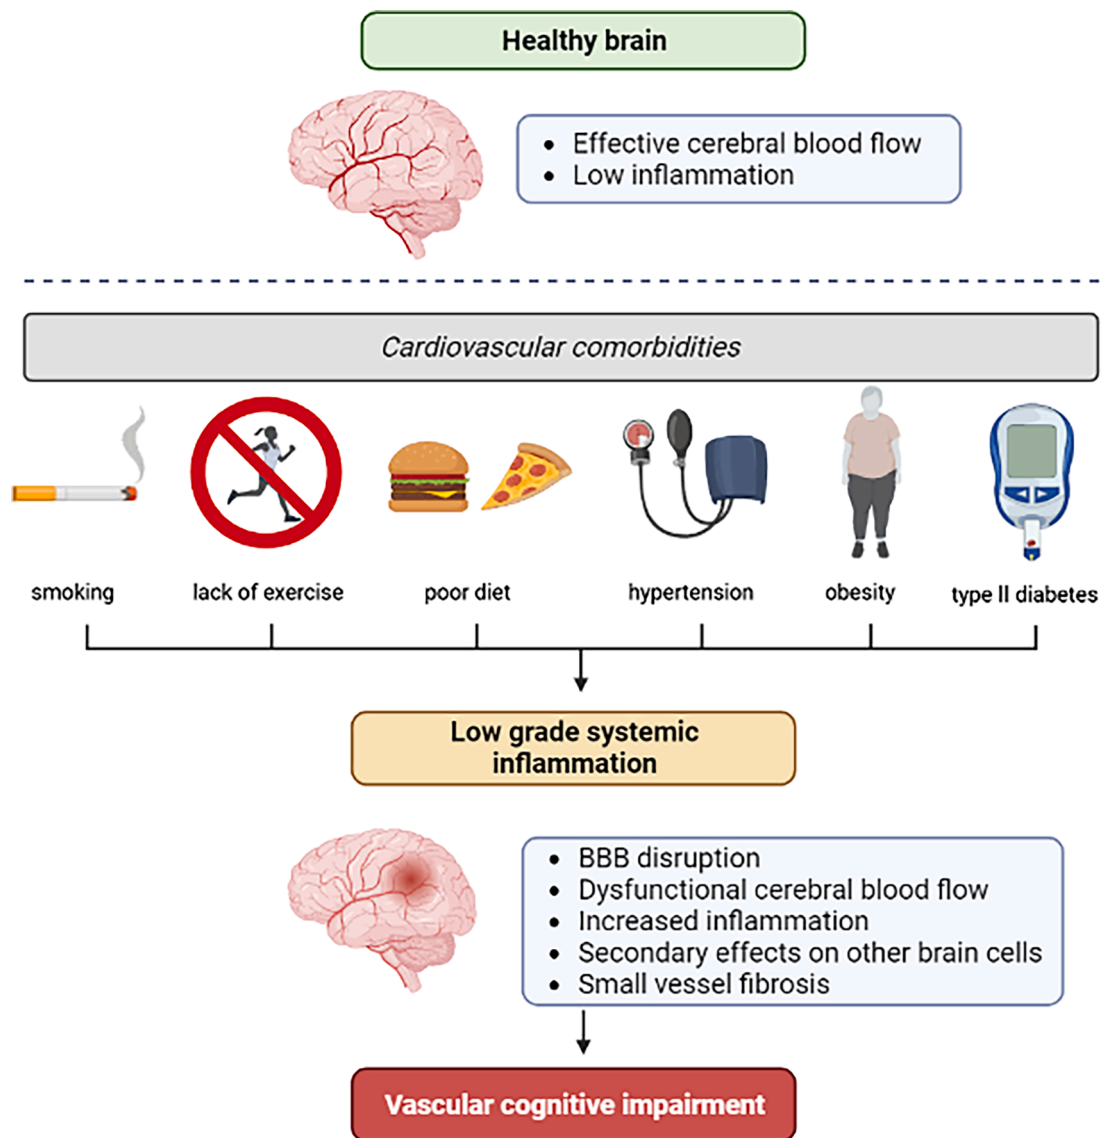 Healthy brain
• Effective cerebral blood flow
• Low inflammation
Cardiovascular comorbidities
smoking
lack of exercise
poor diet
hypertension
obesity
type II diabetes
Low grade systemic
inflammation
• BBB disruption
• Dysfunctional cerebral blood flow
• Increased inflammation
• Secondary effects on other brain cells
• Small vessel fibrosis
Vascular cognitive impairment